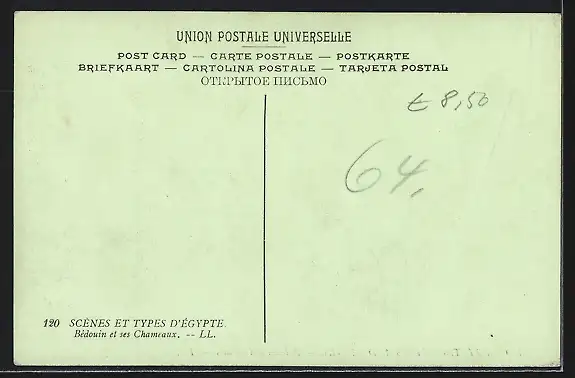 UNION POSTALE UNIVERSELLE
POST CARD — CARTE POSTALE — POSTKARTE
BRIEFKAART — CARTOLINA POSTALE — TARJETA POSTAL
ОТКРЫТОЕ ПИСЬМО
€ 8,50
64.
120 SCÈNES ET TYPES D'ÉGYPTE.
Bédouin et ses Chameaux. -- LL.